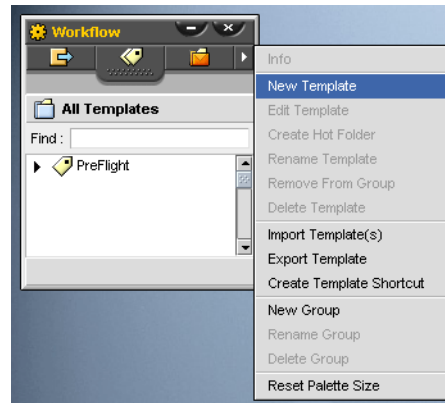 Workflow
All Templates
Find :
PreFlight
Info
New Template
Edit Template
Create Hot Folder
Rename Template
Remove From Group
Delete Template
Import Template(s)
Export Template
Create Template Shortcut
New Group
Rename Group
Delete Group
Reset Palette Size